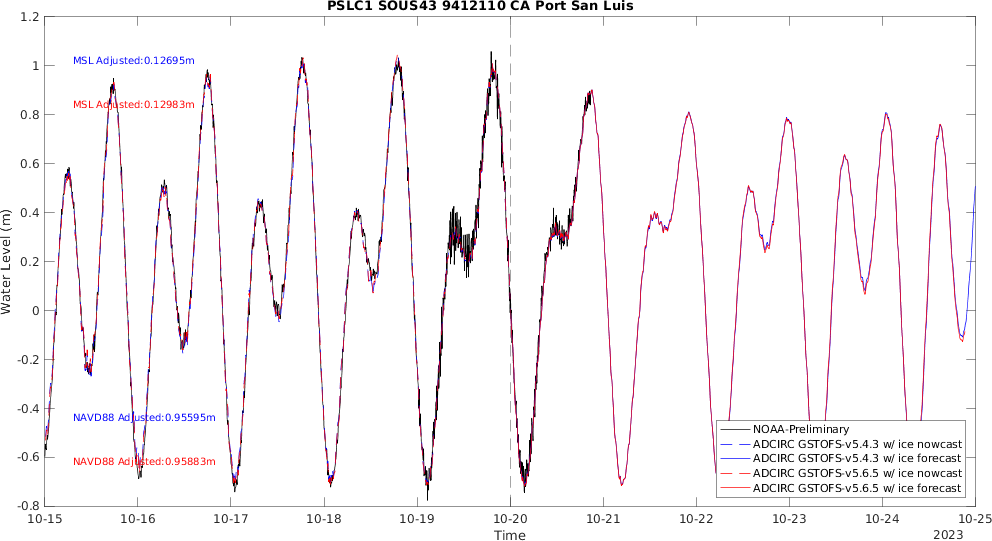 PSLC1 SOUS43 9412110 CA Port San Luis
Water Level (m)
1.2
1
0.8
0.6
0.4
0.2
0
-0.2
-0.4
-0.6
-0.8
MSL Adjusted:0.12695m
MSL Adjusted:0.12983m
NAVD88 Adjusted:0.95595m
NAVD88 Adjusted:0.95883m
NOAA-Preliminary
ADCIRC GSTOFS-v5.4.3 w/ ice nowcast
ADCIRC GSTOFS-v5.4.3 w/ ice forecast
ADCIRC GSTOFS-v5.6.5 w/ ice nowcast
ADCIRC GSTOFS-v5.6.5 w/ ice forecast
10-15 10-16 10-17 10-18 10-19 10-20 10-21 10-22 10-23 10-24 10-25
Time
2023